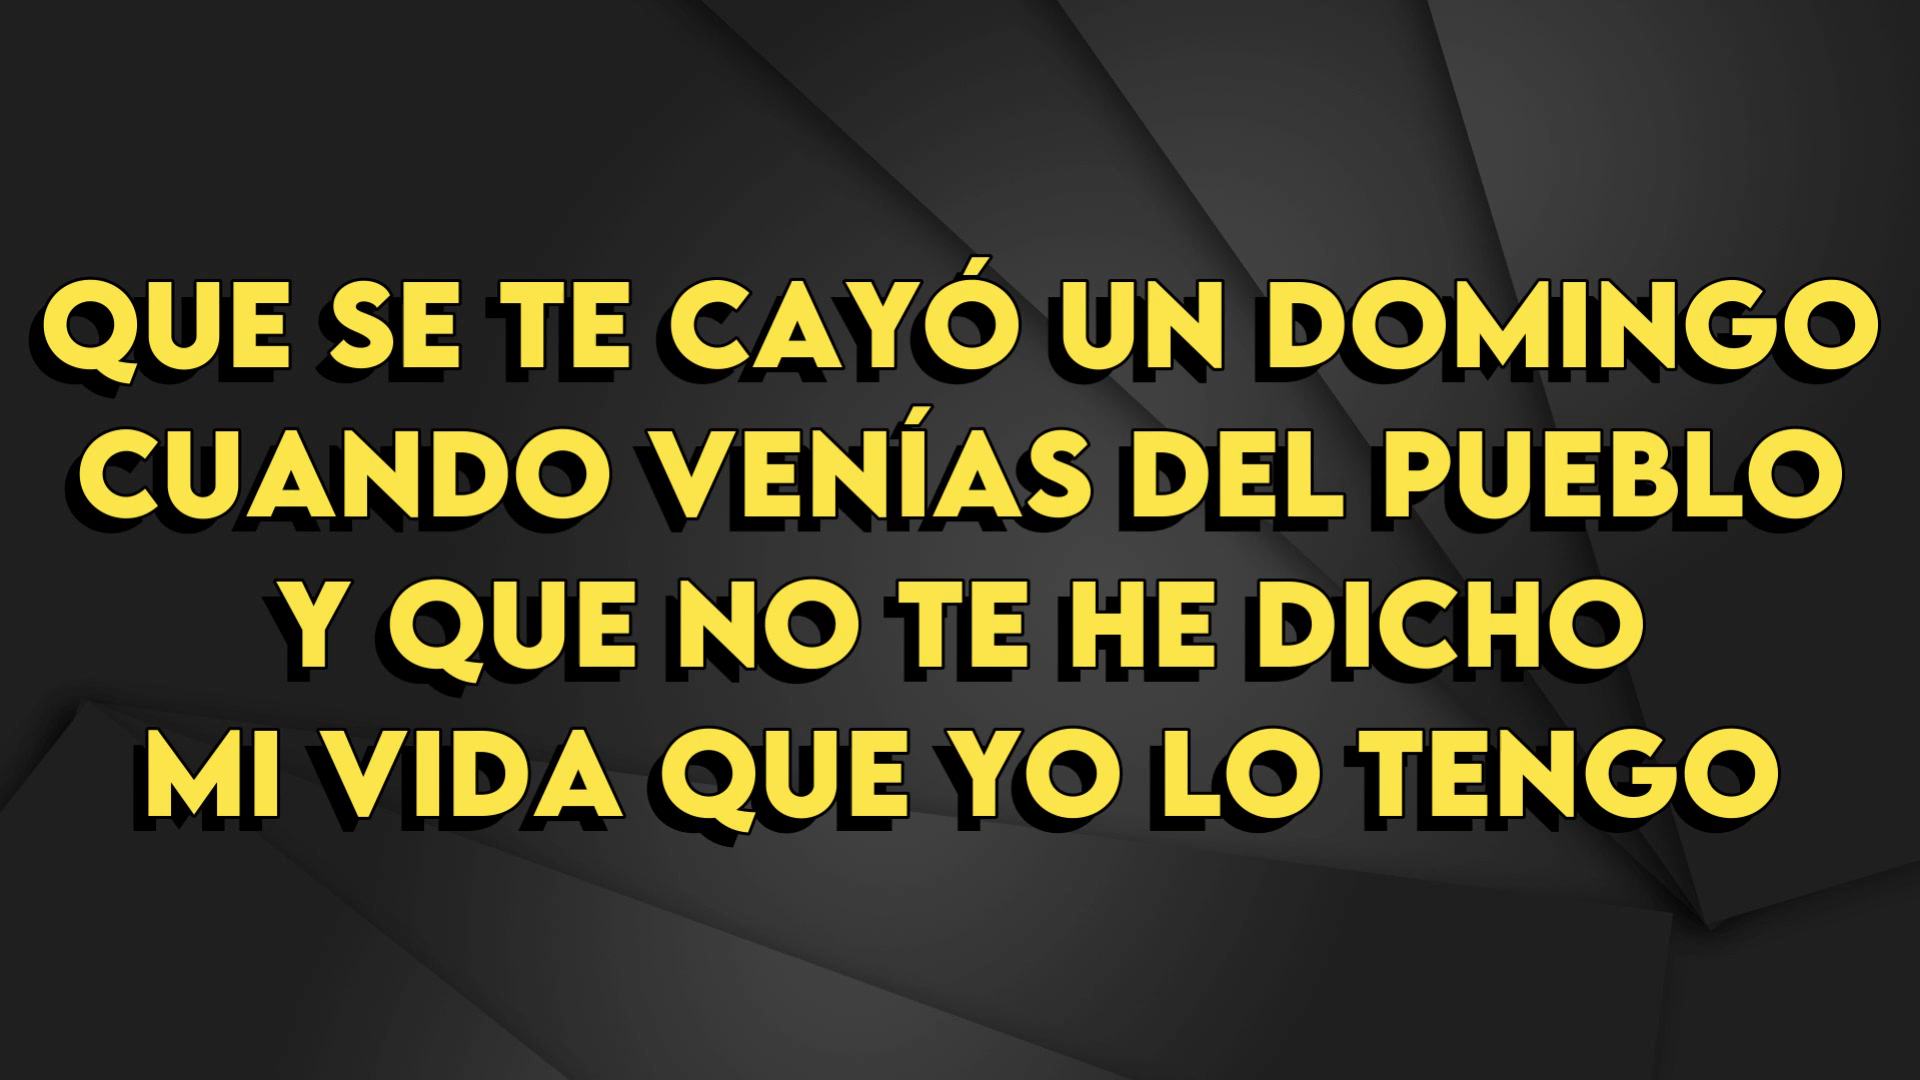 QUE SE TE CAYÓ UN DOMINGO
CUANDO VENÍAS DEL PUEBLO
Y QUE NO TE HE DICHO
MI VIDA QUE YO LO TENGO